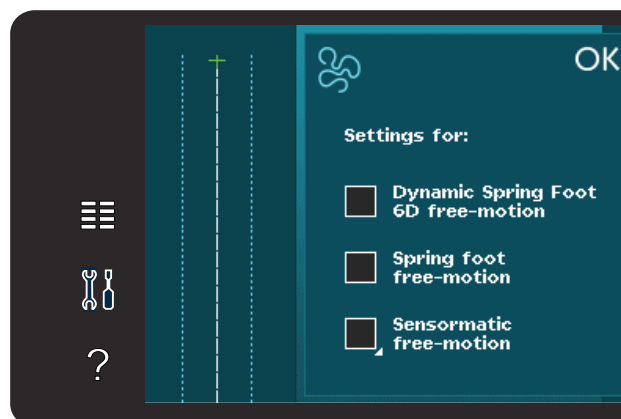 OK
Settings for:
Dynamic Spring Foot
6D free-motion
Spring foot
free-motion
Sensormatic
free-motion
?